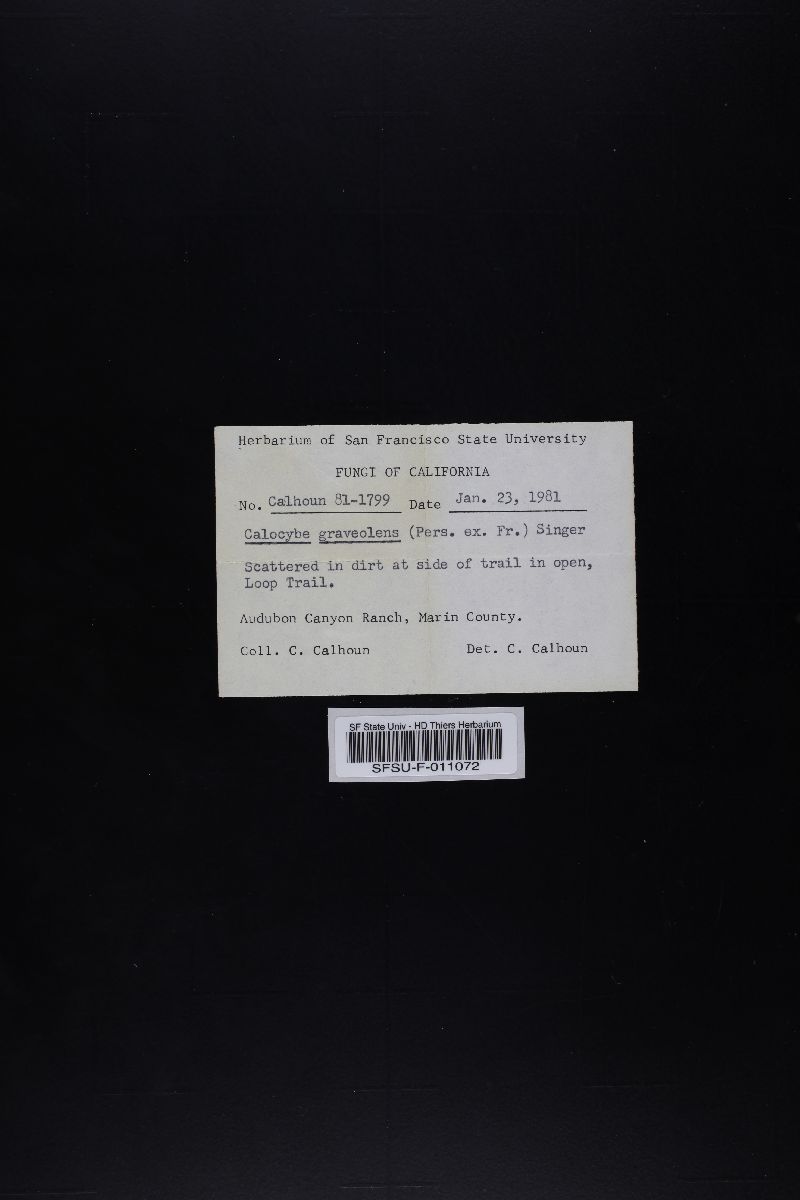 Herbarium of San Francisco State University
FUNGI OF CALIFORNIA
No. Calhoun 81-1799 Date Jan. 23, 1981
Calocybe graveolens (Pers. ex. Fr.) Singer
Scattered in dirt at side of trail in open,
Loop Trail.
Audubon Canyon Ranch, Marin County.
Coll. C. Calhoun Det. C. Calhoun
SF State Univ - HD Thiers Herbarium
SFSU-F-011072